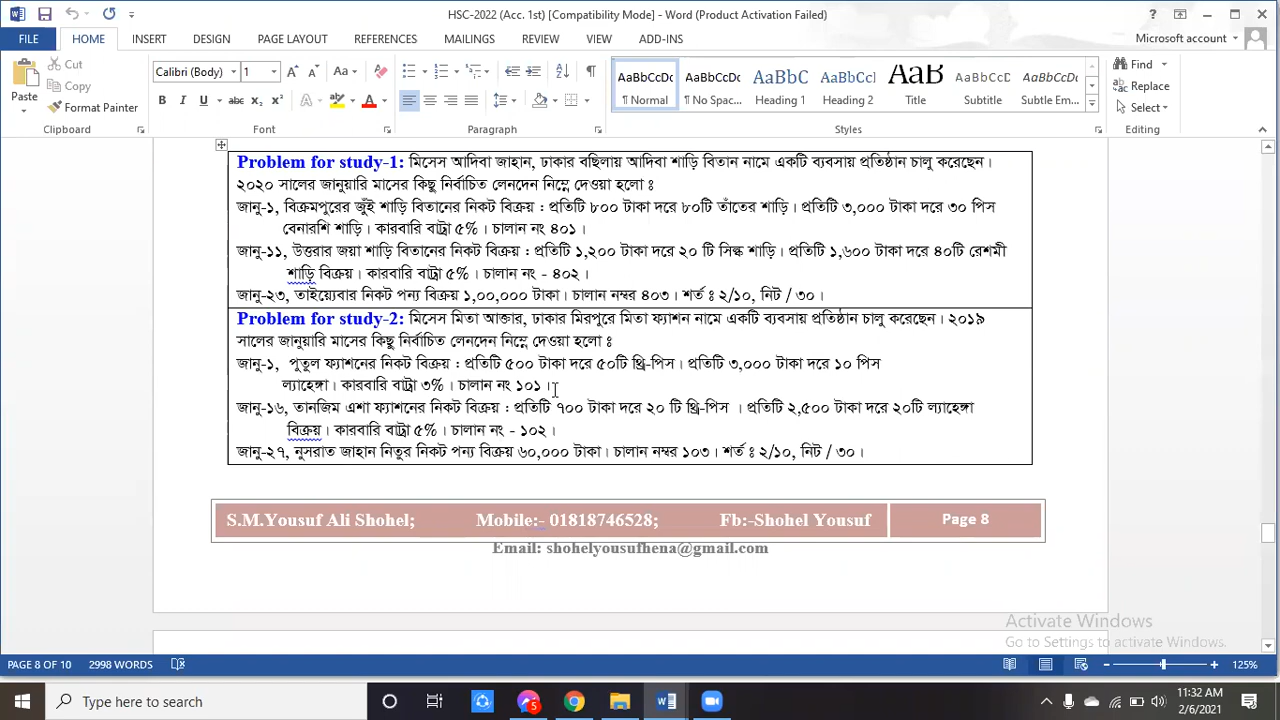 HSC-2022 (Acc. 1st) [Compatibility Mode] - Word (Product Activation Failed)
FILE HOME INSERT DESIGN PAGE LAYOUT REFERENCES MAILINGS REVIEW VIEW ADD-INS Microsoft account
Paste Cut Copy Format Painter
Calibri (Body) 1
AaBbCcDc AaBbCcDc AaBbC AaBbCc AaB AaBbCcDc AaBbCcDc
¶ Normal ¶ No Spac... Heading Heading 2 Title Subtitle Subtle Em...
Find Replace Select
Clipboard Font Paragraph Styles Editing
Problem for study-1: মিসেস আদিবা জাহান, ঢাকার বছিলায় আদিবা শাড়ি বিতান নামে একটি ব্যবসায় প্রতিষ্ঠান চালু করেছেন।
২০২০ সালের জানুয়ারি মাসের কিছু নির্বাচিত লেনদেন নিম্নে দেওয়া হলো ঃ
জানু-১, বিক্রমপুরের জুঁই শাড়ি বিতানের নিকট বিক্রয় : প্রতিটি ৮০০ টাকা দরে ৮০টি তাঁতের শাড়ি। প্রতিটি ৩,০০০ টাকা দরে ৩০ পিস
বেনারশি শাড়ি। কারবারি বাট্টা ৫%। চালান নং ৪০১।
জানু-১১, উত্তরার জয়া শাড়ি বিতানের নিকট বিক্রয় : প্রতিটি ১,২০০ টাকা দরে ২০ টি সিল্ক শাড়ি। প্রতিটি ১,৬০০ টাকা দরে ৪০টি রেশমী
শাড়ি বিক্রয়। কারবারি বাট্টা ৫%। চালান নং - ৪০২।
জানু-২৩, তাইয়্যেবার নিকট পন্য বিক্রয় ১,০০,০০০ টাকা। চালান নম্বর ৪০৩। শর্ত ঃ ২/১০, নিট / ৩০।
Problem for study-2: মিসেস মিতা আক্তার, ঢাকার মিরপুরে মিতা ফ্যাশন নামে একটি ব্যবসায় প্রতিষ্ঠান চালু করেছেন। ২০১৯
সালের জানুয়ারি মাসের কিছু নির্বাচিত লেনদেন নিম্নে দেওয়া হলো ঃ
জানু-১, পুতুল ফ্যাশনের নিকট বিক্রয় : প্রতিটি ৫০০ টাকা দরে ৫০টি থ্রি-পিস। প্রতিটি ৩,০০০ টাকা দরে ১০ পিস
ল্যাহেঙ্গা। কারবারি বাট্টা ৩%। চালান নং ১০১।
জানু-১৬, তানজিম এশা ফ্যাশনের নিকট বিক্রয় : প্রতিটি ৭০০ টাকা দরে ২০ টি থ্রি-পিস । প্রতিটি ২,৫০০ টাকা দরে ২০টি ল্যাহেঙ্গা
বিক্রয়। কারবারি বাট্টা ৫%। চালান নং - ১০২।
জানু-২৭, নুসরাত জাহান নিতুর নিকট পন্য বিক্রয় ৬০,০০০ টাকা। চালান নম্বর ১০৩। শর্ত ঃ ২/১০, নিট / ৩০।
S.M.Yousuf Ali Shohel; Mobile:- 01818746528; Fb:-Shohel Yousuf Page 8
Email: shohelyousufhena@gmail.com
Activate Windows
Go to Settings to activate Windows.
PAGE 8 OF 10 2998 WORDS 125%
Type here to search 5 11:32 AM
2/6/2021